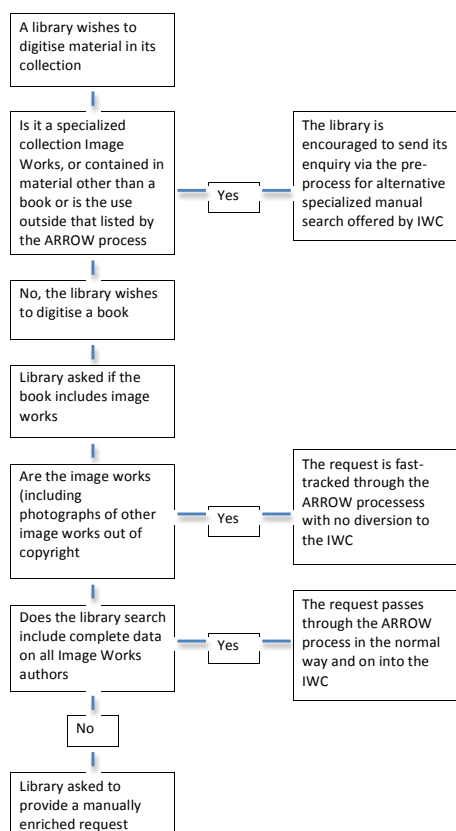 A library wishes to
digitise material in its
collection
Is it a specialized
collection Image
Works, or contained in
material other than a
book or is the use
outside that listed by
the ARROW process
Yes
The library is
encouraged to send its
enquiry via the pre-
process for alternative
specialized manual
search offered by IWC
No, the library wishes
to digitise a book
Library asked if the
book includes image
works
Are the image works
(including
photographs of other
image works out of
copyright
Yes
The request is fast-
tracked through the
ARROW processess
with no diversion to
the IWC
Does the library search
include complete data
on all Image Works
authors
Yes
The request passes
through the ARROW
process in the normal
way and on into the
IWC
No
Library asked to
provide a manually
enriched request